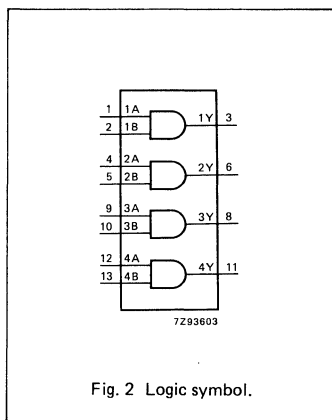 1 1A 1Y 3
2 1B
4 2A 2Y 6
5 2B
9 3A 3Y 8
10 3B
12 4A 4Y 11
13 4B
7Z93603
Fig. 2 Logic symbol.